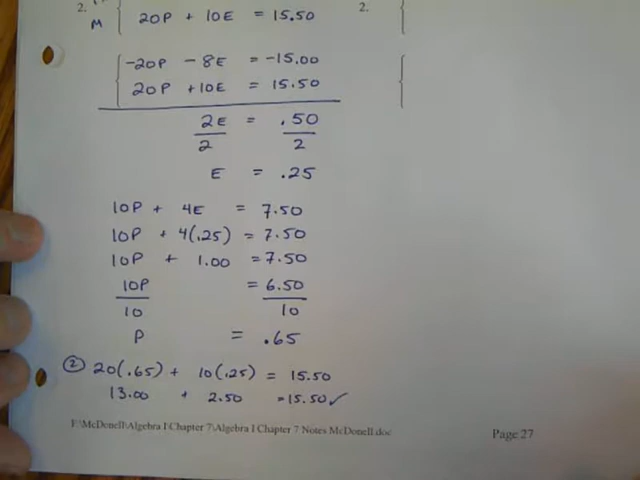 2. 2.
M 20P + 10E = 15.50
-20P - 8E = -15.00
20P + 10E = 15.50
2E = .50
2 2
E = .25
10P + 4E = 7.50
10P + 4(.25) = 7.50
10P + 1.00 = 7.50
10P = 6.50
10 10
P = .65
② 20(.65) + 10(.25) = 15.50
13.00 + 2.50 = 15.50 ✓
F:\McDonell\Algebra I\Chapter 7\Algebra I Chapter 7 Notes McDonell.doc Page 27